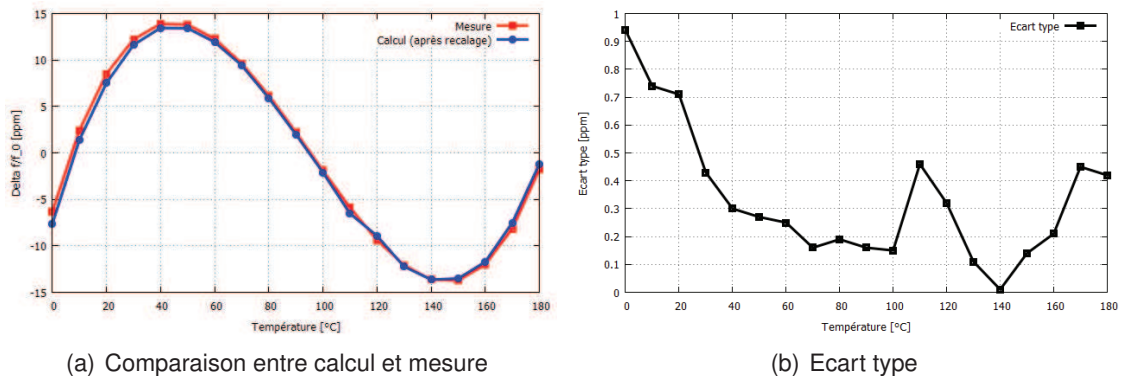 15
10
5
0
-5
-10
-15
Delta f/f_0 [ppm]
Mesure
Calcul (après recalage)
0 20 40 60 80 100 120 140 160 180
Température [°C]
(a) Comparaison entre calcul et mesure
1
0.9
0.8
0.7
0.6
0.5
0.4
0.3
0.2
0.1
0
Ecart type [ppm]
Ecart type
0 20 40 60 80 100 120 140 160 180
Température [°C]
(b) Ecart type